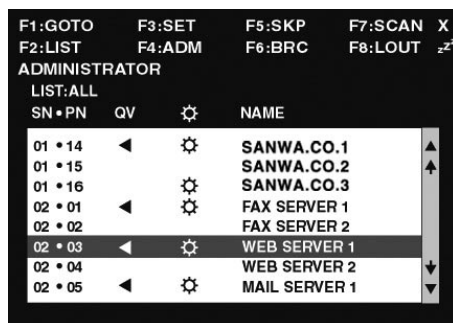 F1:GOTO F3:SET F5:SKP F7:SCAN X
F2:LIST F4:ADM F6:BRC F8:LOUT zzz
ADMINISTRATOR
LIST:ALL
SN•PN QV NAME
01 • 14 SANWA.CO.1
01 • 15 SANWA.CO.2
01 • 16 SANWA.CO.3
02 • 01 FAX SERVER 1
02 • 02 FAX SERVER 2
02 • 03 WEB SERVER 1
02 • 04 WEB SERVER 2
02 • 05 MAIL SERVER 1